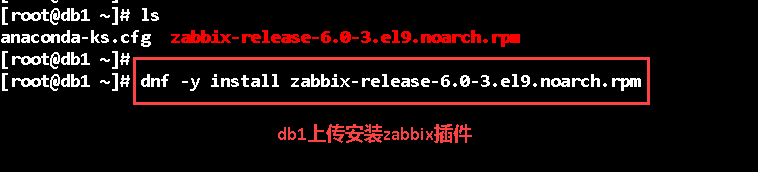 [root@db1 ~]# ls
anaconda-ks.cfg  zabbix-release-6.0-3.el9.noarch.rpm
[root@db1 ~]#
[root@db1 ~]# dnf -y install zabbix-release-6.0-3.el9.noarch.rpm
db1上传安装zabbix插件